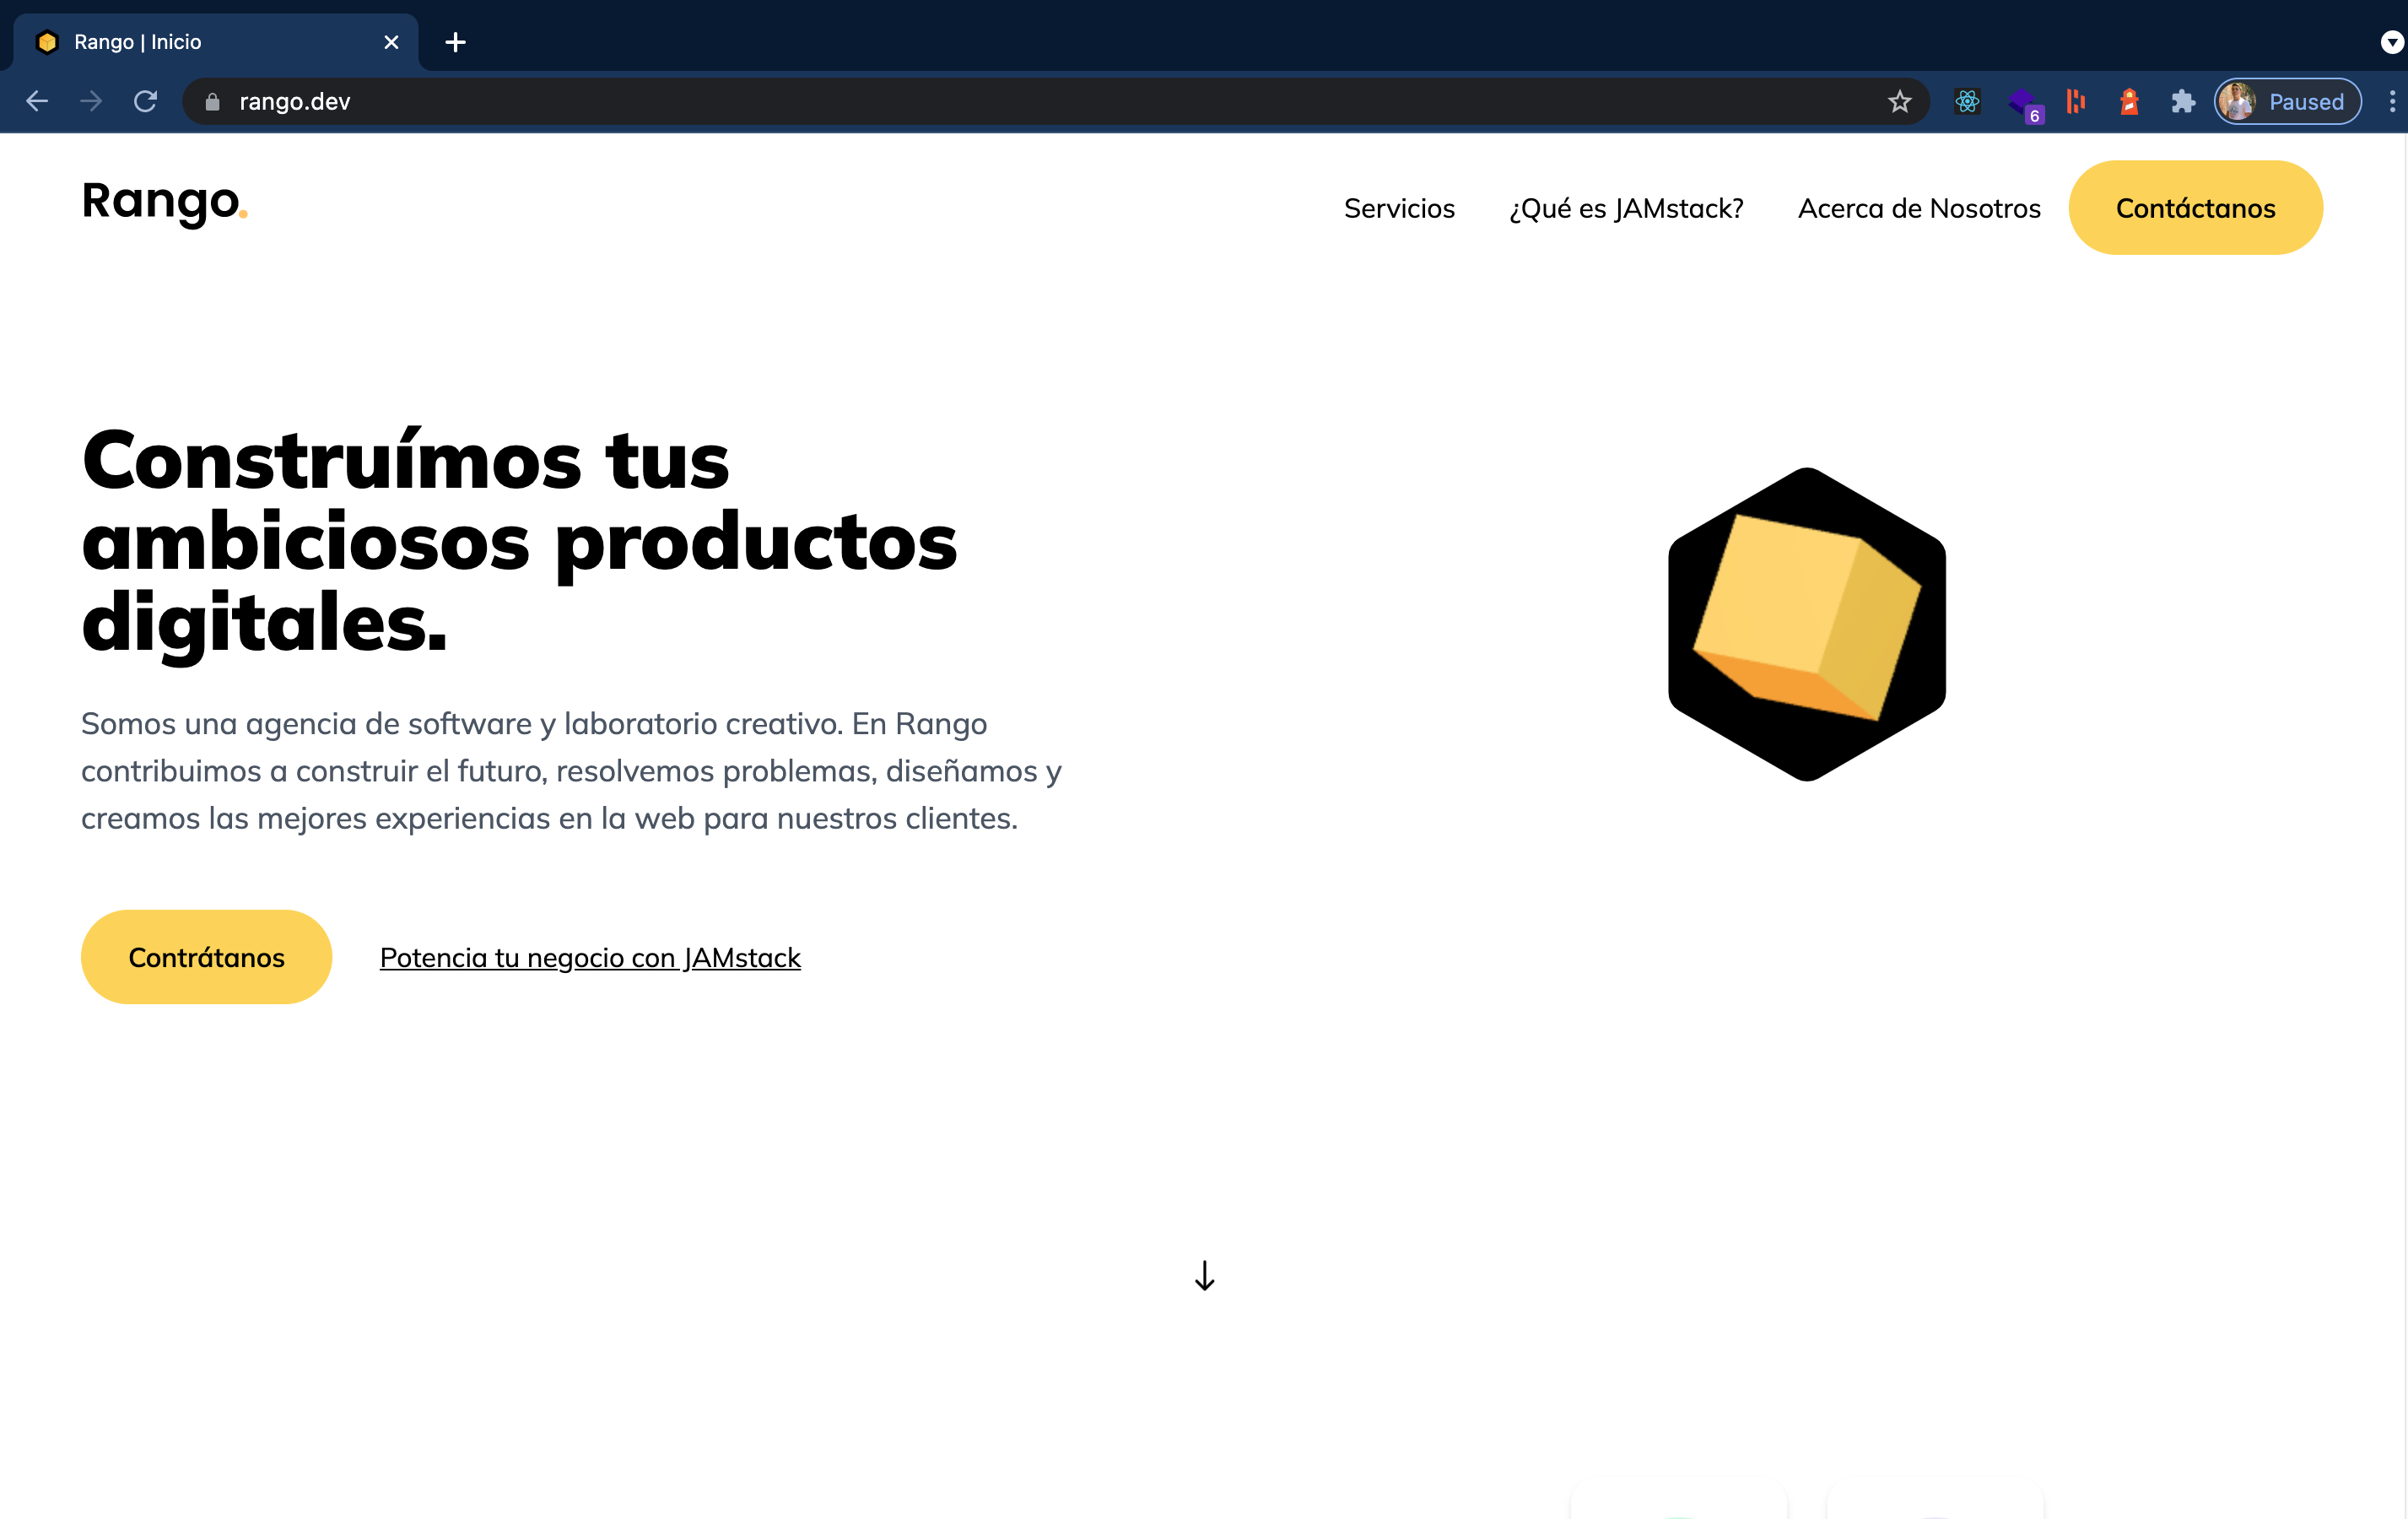 Rango | Inicio
rango.dev
6
Paused
Rango.
Servicios
¿Qué es JAMstack?
Acerca de Nosotros
Contáctanos
Construímos tus
ambiciosos productos
digitales.
Somos una agencia de software y laboratorio creativo. En Rango
contribuimos a construir el futuro, resolvemos problemas, diseñamos y
creamos las mejores experiencias en la web para nuestros clientes.
Contrátanos
Potencia tu negocio con JAMstack